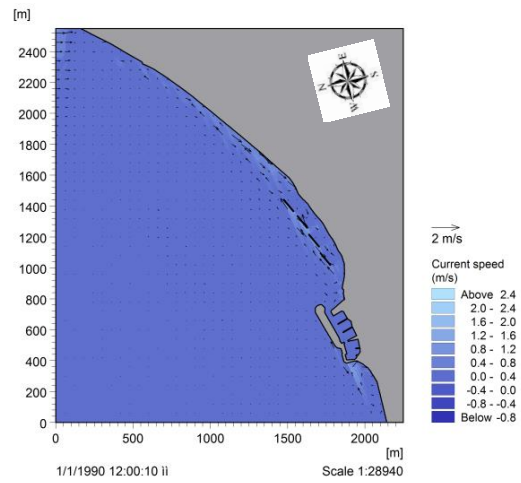 [m]
2400
2200
2000
1800
1600
1400
1200
1000
800
600
400
200
0
0 500 1000 1500 2000
[m]
1/1/1990 12:00:10 ìì Scale 1:28940
N E S W
2 m/s
Current speed
(m/s)
Above 2.4
2.0 - 2.4
1.6 - 2.0
1.2 - 1.6
0.8 - 1.2
0.4 - 0.8
0.0 - 0.4
-0.4 - 0.0
-0.8 - -0.4
Below -0.8